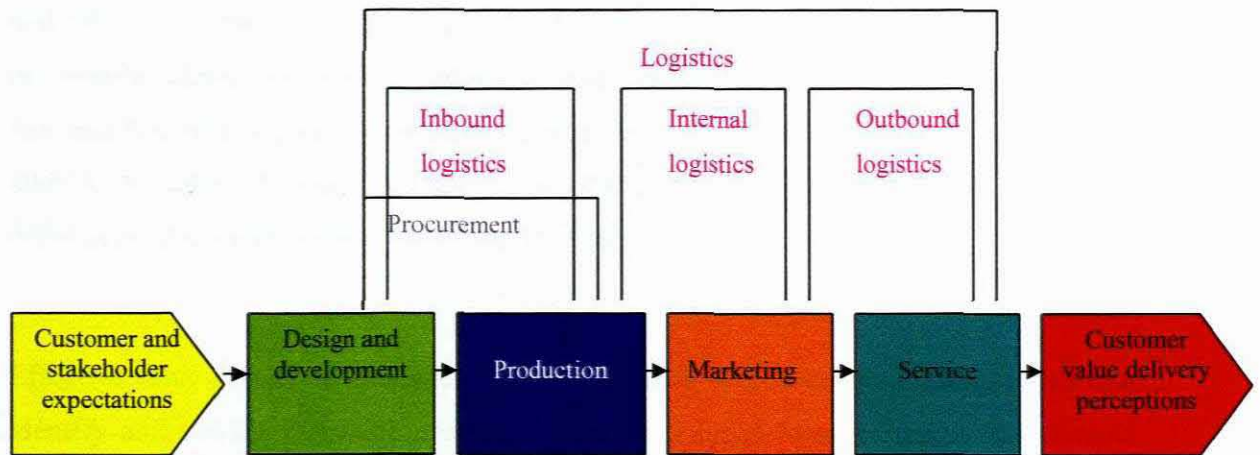 Logistics
Inbound
logistics
Internal
logistics
Outbound
logistics
Procurement
Customer and
stakeholder
expectations
Design and
development
Production
Marketing
Service
Customer
value delivery
perceptions